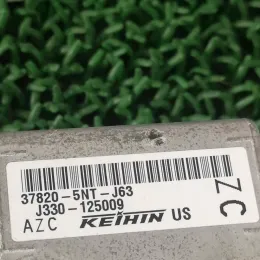 37820-5NT-J63
J330-125009
AZC KEIHIN US
ZC